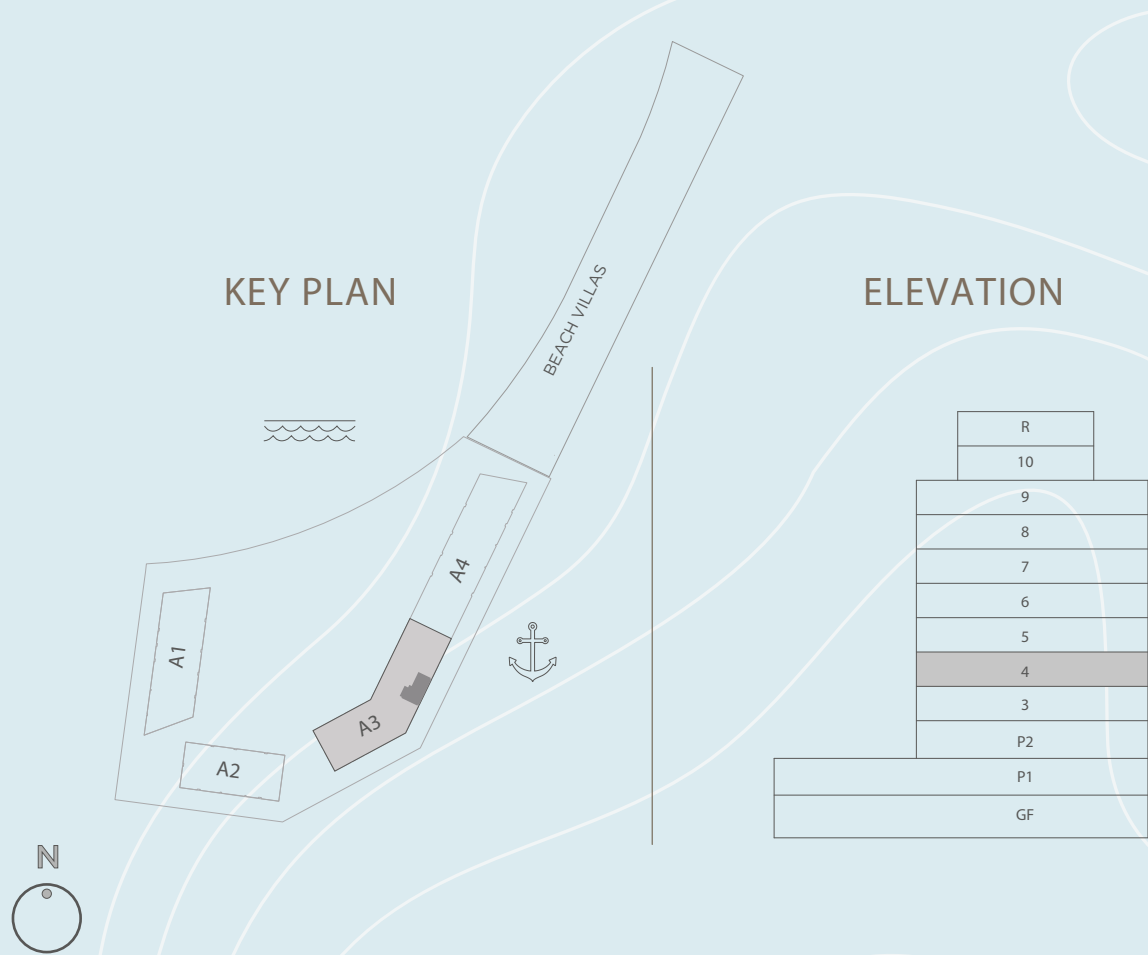 KEY PLAN
ELEVATION
BEACH VILLAS
A4
A1
A3
A2
N
R
10
9
8
7
6
5
4
3
P2
P1
GF